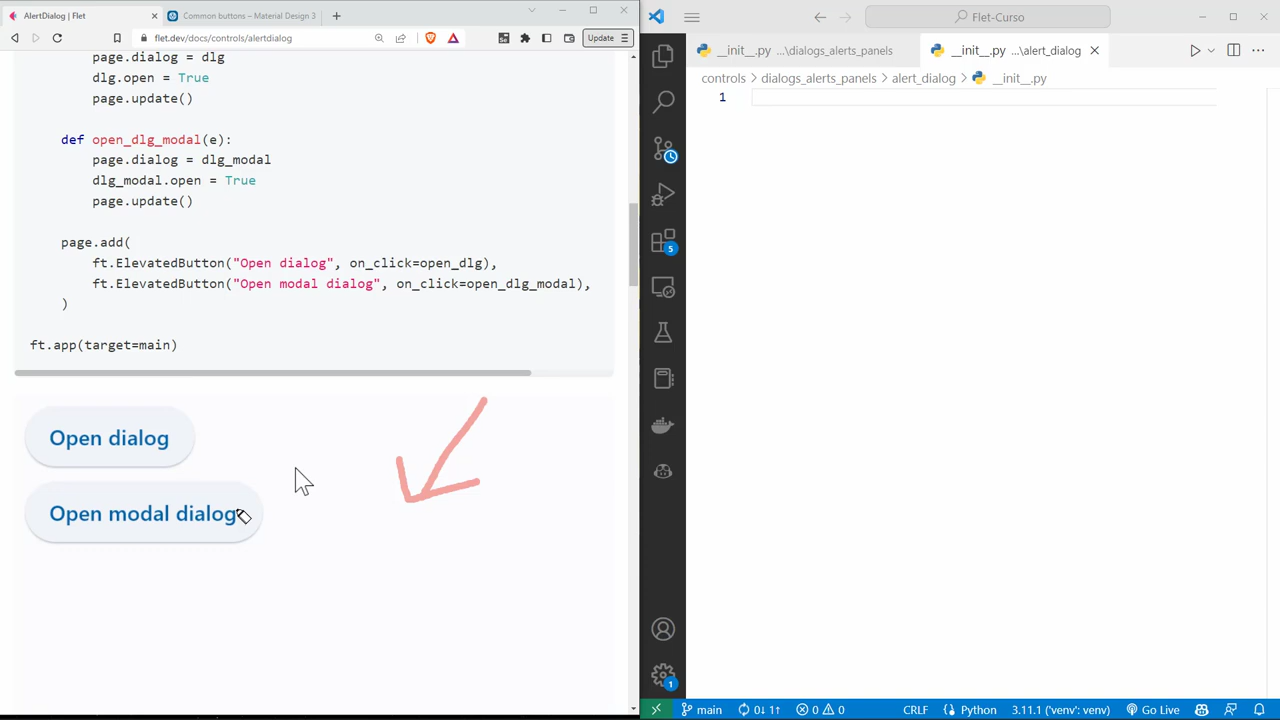 AlertDialog | Flet
Common buttons – Material Design 3
flet.dev/docs/controls/alertdialog
Update
page.dialog = dlg
dlg.open = True
page.update()
def open_dlg_modal(e):
page.dialog = dlg_modal
dlg_modal.open = True
page.update()
page.add(
ft.ElevatedButton("Open dialog", on_click=open_dlg),
ft.ElevatedButton("Open modal dialog", on_click=open_dlg_modal),
)
ft.app(target=main)
Open dialog
Open modal dialog
Flet-Curso
__init__.py ...\dialogs_alerts_panels
__init__.py ...\alert_dialog
controls > dialogs_alerts_panels > alert_dialog > __init__.py
1
5
1
main
0↓ 1↑
0
0
CRLF
Python
3.11.1 ('venv': venv)
Go Live